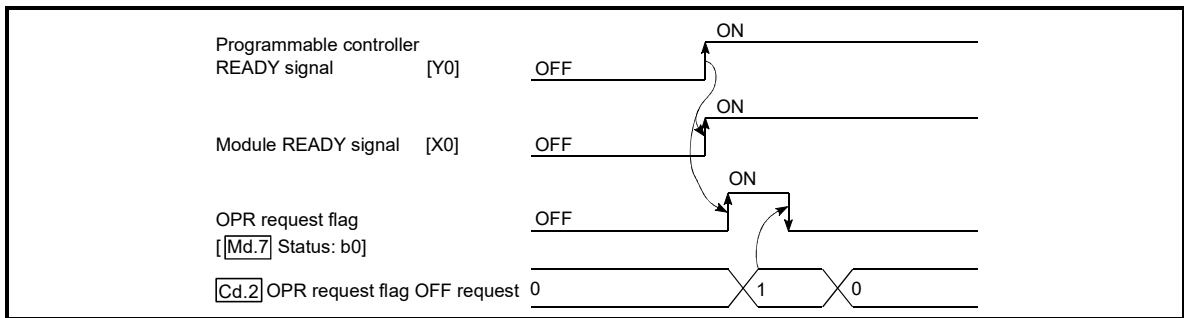 ON
Programmable controller
READY signal [Y0] OFF
ON
Module READY signal [X0] OFF
ON
OPR request flag OFF
[ Md.7 Status: b0]
Cd.2 OPR request flag OFF request 0 1 0